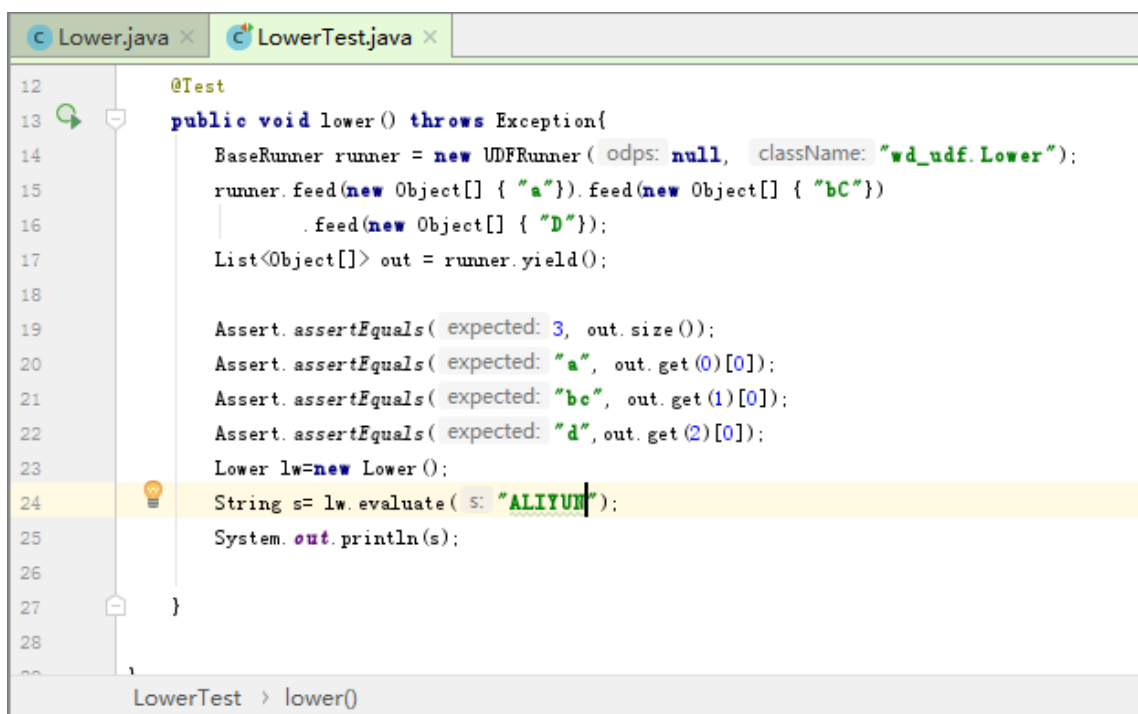 Lower.java
LowerTest.java
12 @Test
13 public void lower() throws Exception{
14 BaseRunner runner = new UDFRunner( odps: null, className: "wd_udf.Lower");
15 runner.feed(new Object[] { "a"}).feed(new Object[] { "bC"})
16 .feed(new Object[] { "D"});
17 List<Object[]> out = runner.yield();
18
19 Assert.assertEquals( expected: 3, out.size());
20 Assert.assertEquals( expected: "a", out.get(0)[0]);
21 Assert.assertEquals( expected: "bc", out.get(1)[0]);
22 Assert.assertEquals( expected: "d",out.get(2)[0]);
23 Lower lw=new Lower();
24 String s= lw.evaluate( s: "ALIYUN");
25 System.out.println(s);
26
27 }
28
LowerTest > lower()